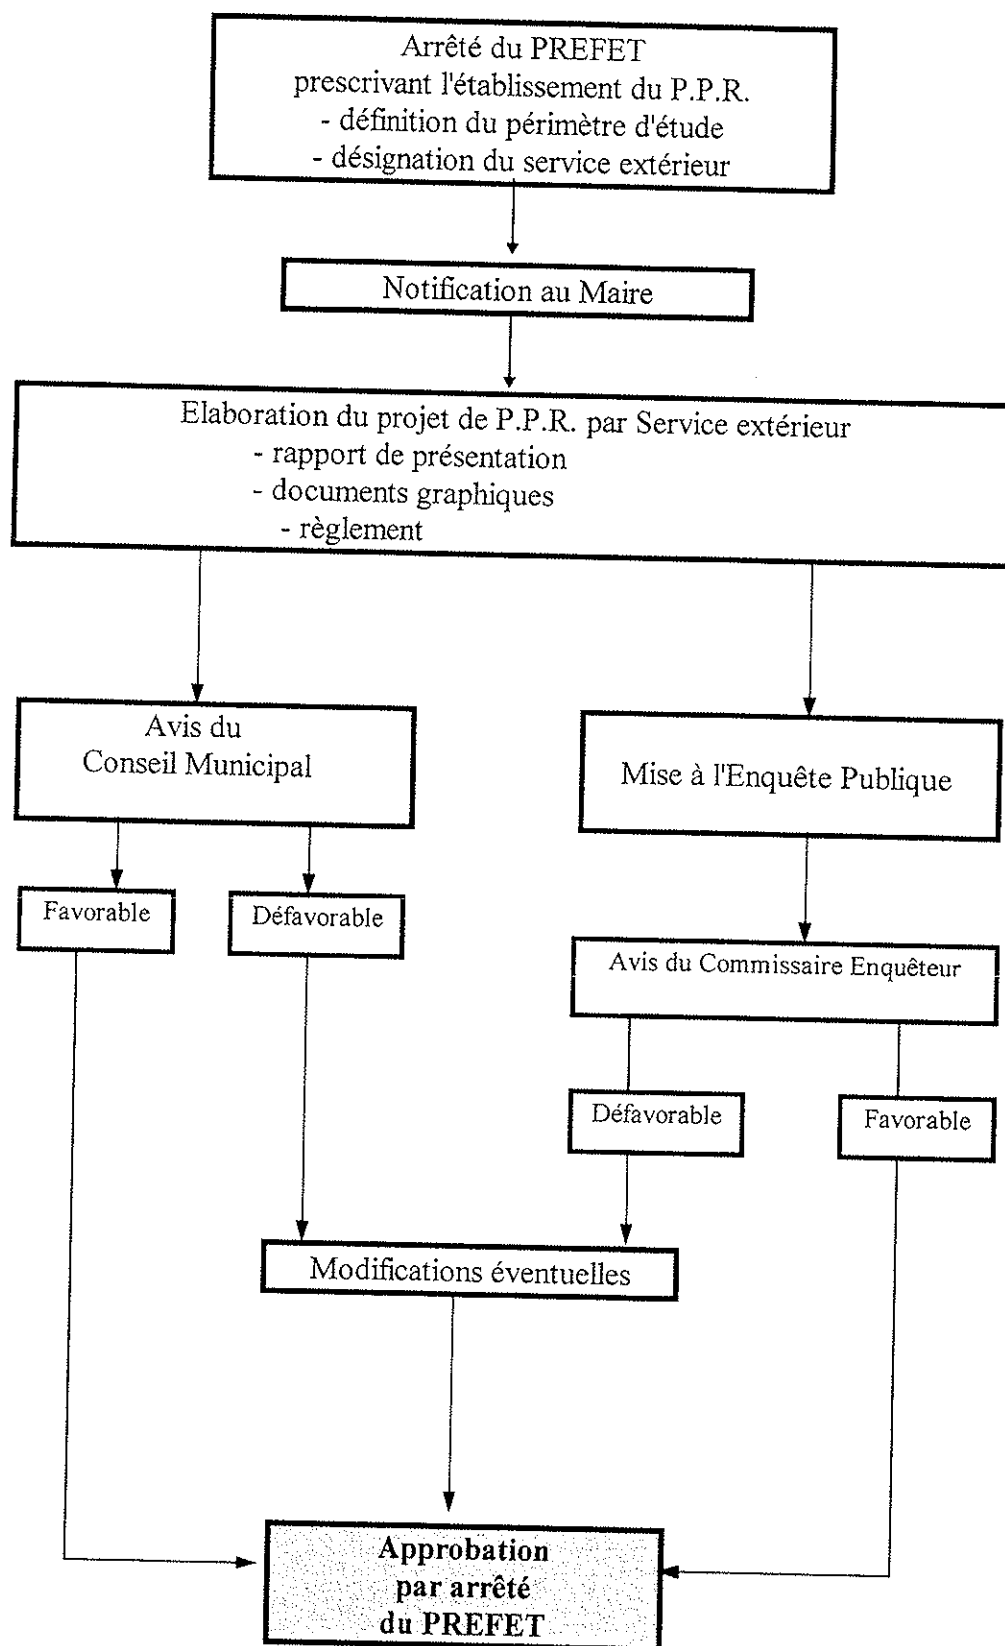 Arrêté du PREFET
prescrivant l'établissement du P.P.R.
- définition du périmètre d'étude
- désignation du service extérieur
Notification au Maire
Elaboration du projet de P.P.R. par Service extérieur
- rapport de présentation
- documents graphiques
- règlement
Avis du
Conseil Municipal
Mise à l'Enquête Publique
Favorable
Défavorable
Avis du Commissaire Enquêteur
Défavorable
Favorable
Modifications éventuelles
Approbation
par arrêté
du PREFET